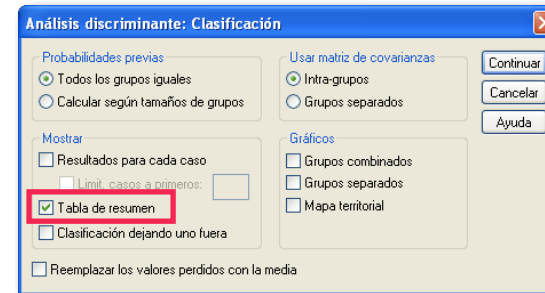 Análisis discriminante: Clasificación
Probabilidades previas
Todos los grupos iguales
Calcular según tamaños de grupos
Usar matriz de covarianzas
Intra-grupos
Grupos separados
Continuar
Cancelar
Ayuda
Mostrar
Resultados para cada caso
Limit. casos a primeros:
Tabla de resumen
Clasificación dejando uno fuera
Gráficos
Grupos combinados
Grupos separados
Mapa territorial
Reemplazar los valores perdidos con la media